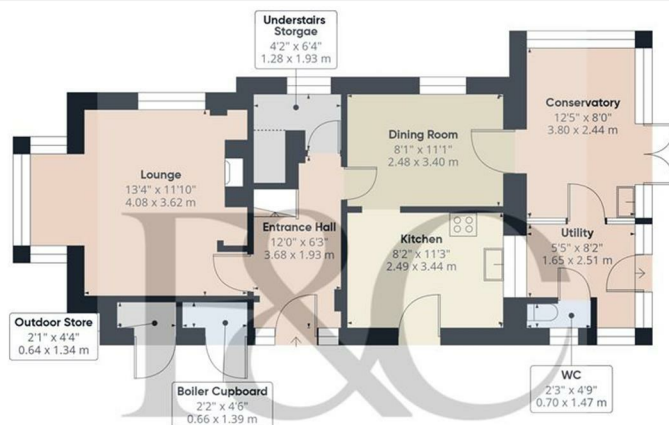 Understairs
Storgae
4'2" x 6'4"
1.28 x 1.93 m
Conservatory
12'5" x 8'0"
3.80 x 2.44 m
Dining Room
8'1" x 11'1"
2.48 x 3.40 m
Lounge
13'4" x 11'10"
4.08 x 3.62 m
Entrance Hall
12'0" x 6'3"
3.68 x 1.93 m
Kitchen
8'2" x 11'3"
2.49 x 3.44 m
Utility
5'5" x 8'2"
1.65 x 2.51 m
Outdoor Store
2'1" x 4'4"
0.64 x 1.34 m
Boiler Cupboard
2'2" x 4'6"
0.66 x 1.39 m
WC
2'3" x 4'9"
0.70 x 1.47 m